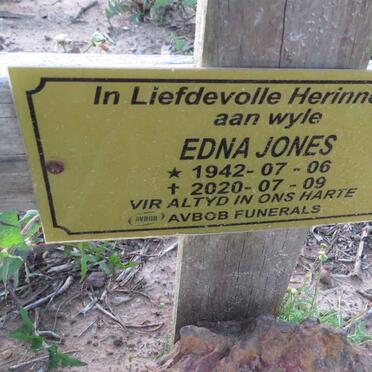 In Liefdevolle Herinne
aan wyle
EDNA JONES
★ 1942-07-06
✝ 2020-07-09
VIR ALTYD IN ONS HARTE
AVBOB AVBOB FUNERALS